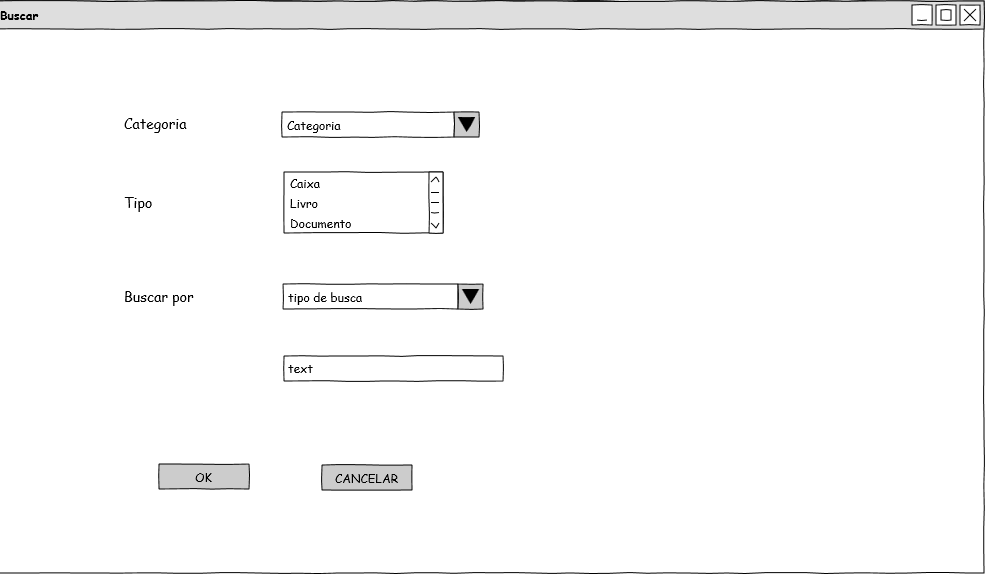 Buscar
Categoria
Categoria
Tipo
Caixa
Livro
Documento
Buscar por
tipo de busca
text
OK
CANCELAR